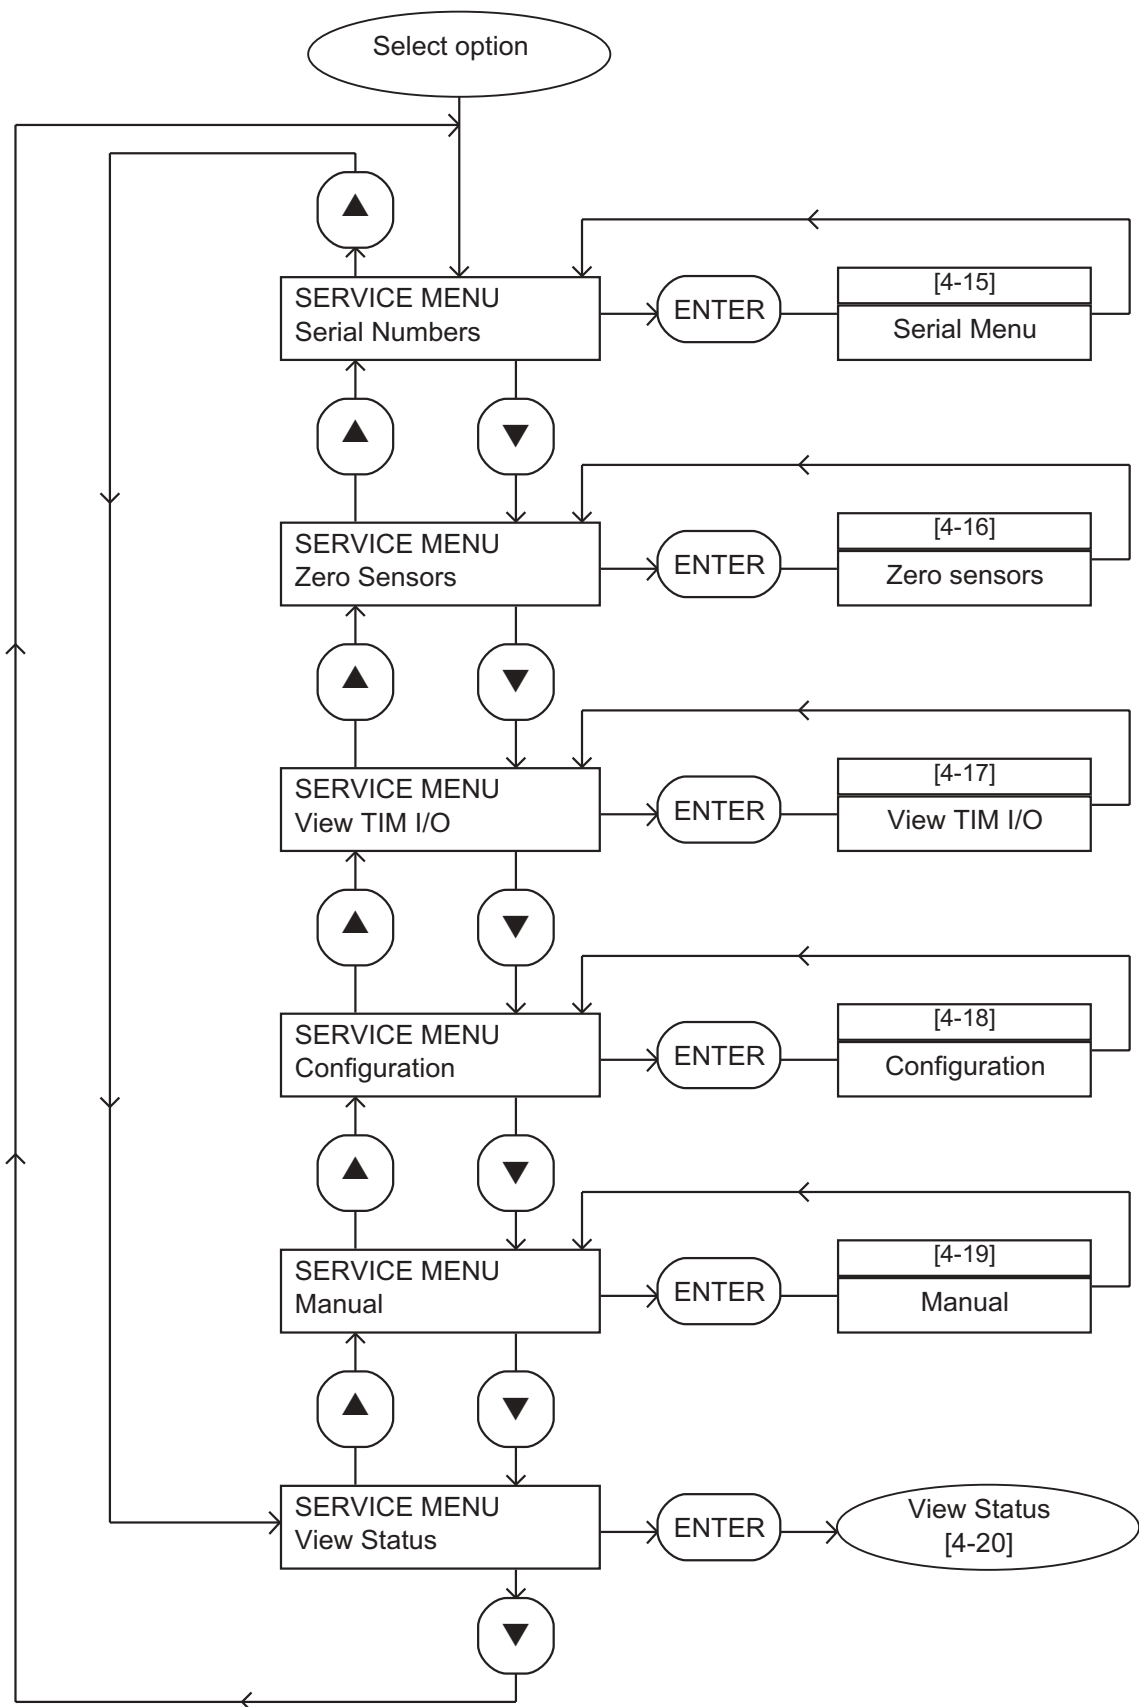 Select option
SERVICE MENU
Serial Numbers
ENTER
[4-15]
Serial Menu
SERVICE MENU
Zero Sensors
ENTER
[4-16]
Zero sensors
SERVICE MENU
View TIM I/O
ENTER
[4-17]
View TIM I/O
SERVICE MENU
Configuration
ENTER
[4-18]
Configuration
SERVICE MENU
Manual
ENTER
[4-19]
Manual
SERVICE MENU
View Status
ENTER
View Status
[4-20]